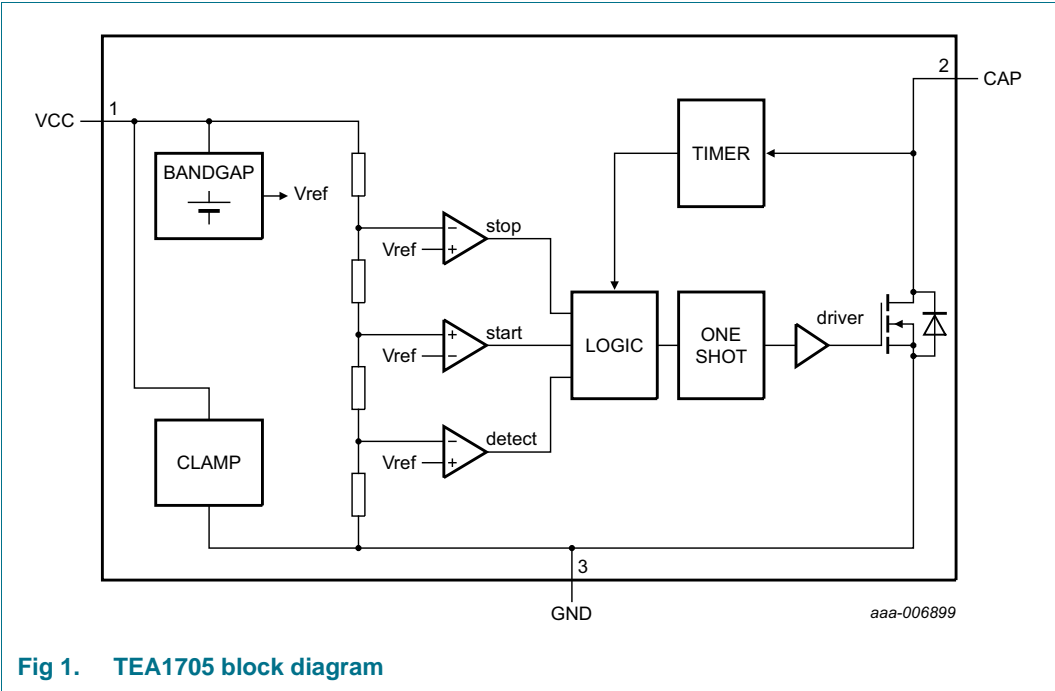 2
CAP
1
VCC
TIMER
BANDGAP
Vref
stop
Vref
−
+
driver
start
Vref
+
−
LOGIC
ONE
SHOT
detect
Vref
−
+
CLAMP
3
GND
aaa-006899
Fig 1. TEA1705 block diagram